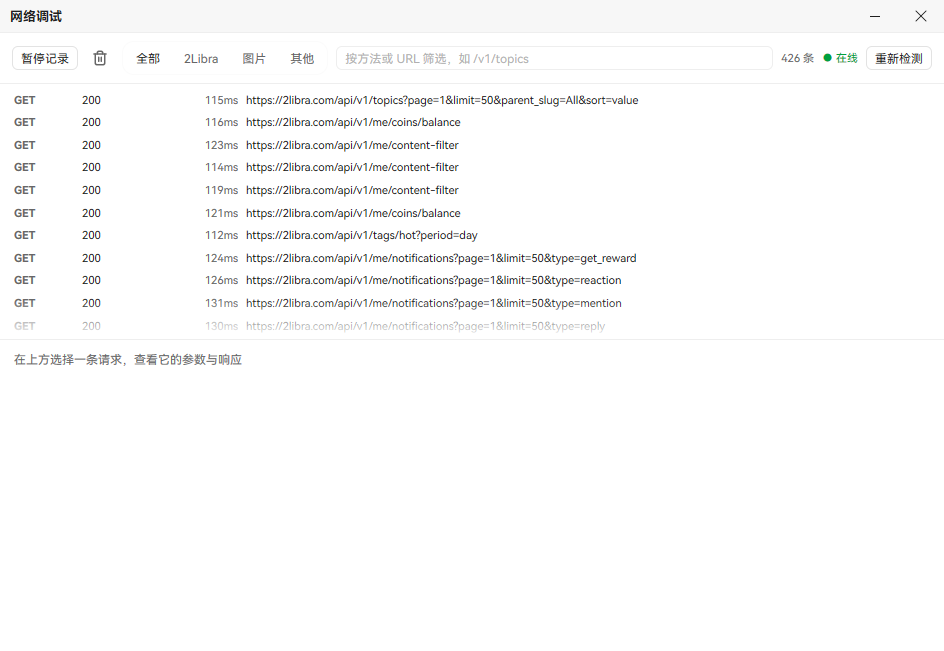 网络调试
暂停记录 全部 2Libra 图片 其他 按方法或 URL 筛选，如 /v1/topics 426 条 在线 重新检测
GET 200 115ms https://2libra.com/api/v1/topics?page=1&limit=50&parent_slug=All&sort=value
GET 200 116ms https://2libra.com/api/v1/me/coins/balance
GET 200 123ms https://2libra.com/api/v1/me/content-filter
GET 200 114ms https://2libra.com/api/v1/me/content-filter
GET 200 119ms https://2libra.com/api/v1/me/content-filter
GET 200 121ms https://2libra.com/api/v1/me/coins/balance
GET 200 112ms https://2libra.com/api/v1/tags/hot?period=day
GET 200 124ms https://2libra.com/api/v1/me/notifications?page=1&limit=50&type=get_reward
GET 200 126ms https://2libra.com/api/v1/me/notifications?page=1&limit=50&type=reaction
GET 200 131ms https://2libra.com/api/v1/me/notifications?page=1&limit=50&type=mention
GET 200 130ms https://2libra.com/api/v1/me/notifications?page=1&limit=50&type=reply
在上方选择一条请求，查看它的参数与响应